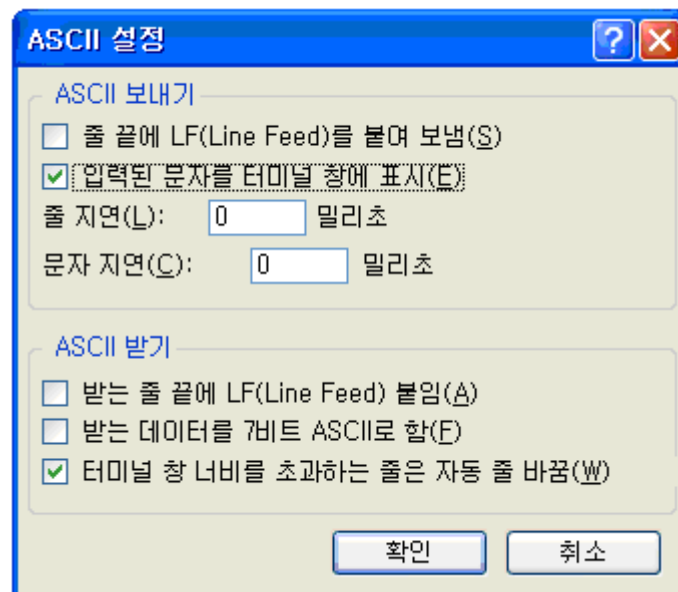 ASCII 설정
ASCII 보내기
줄 끝에 LF(Line Feed)를 붙여 보냄(S)
입력된 문자를 터미널 창에 표시(E)
줄 지연(L): 0 밀리초
문자 지연(C): 0 밀리초
ASCII 받기
받는 줄 끝에 LF(Line Feed) 붙임(A)
받는 데이터를 7비트 ASCII로 함(F)
터미널 창 너비를 초과하는 줄은 자동 줄 바꿈(W)
확인 취소